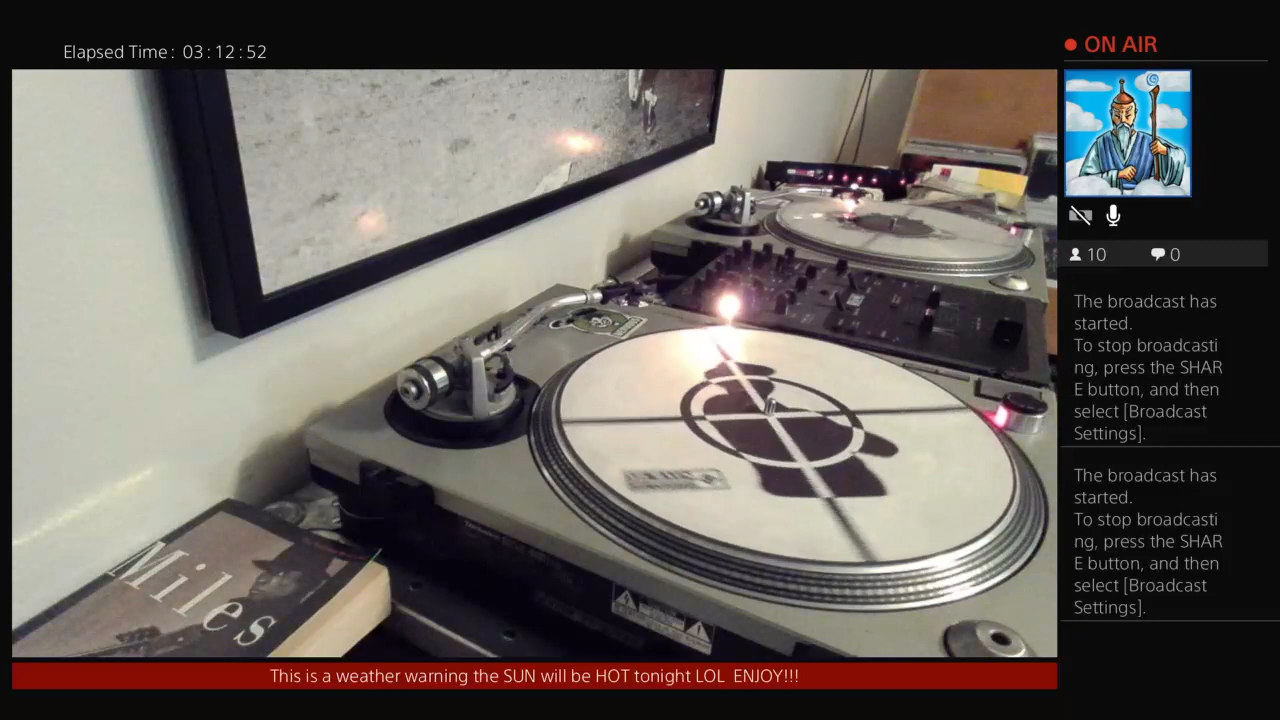 Elapsed Time: 03:12:52
ON AIR
10
0
The broadcast has
started.
To stop broadcasti
ng, press the SHAR
E button, and then
select [Broadcast
Settings].
The broadcast has
started.
To stop broadcasti
ng, press the SHAR
E button, and then
select [Broadcast
Settings].
Miles
This is a weather warning the SUN will be HOT tonight LOL ENJOY!!!